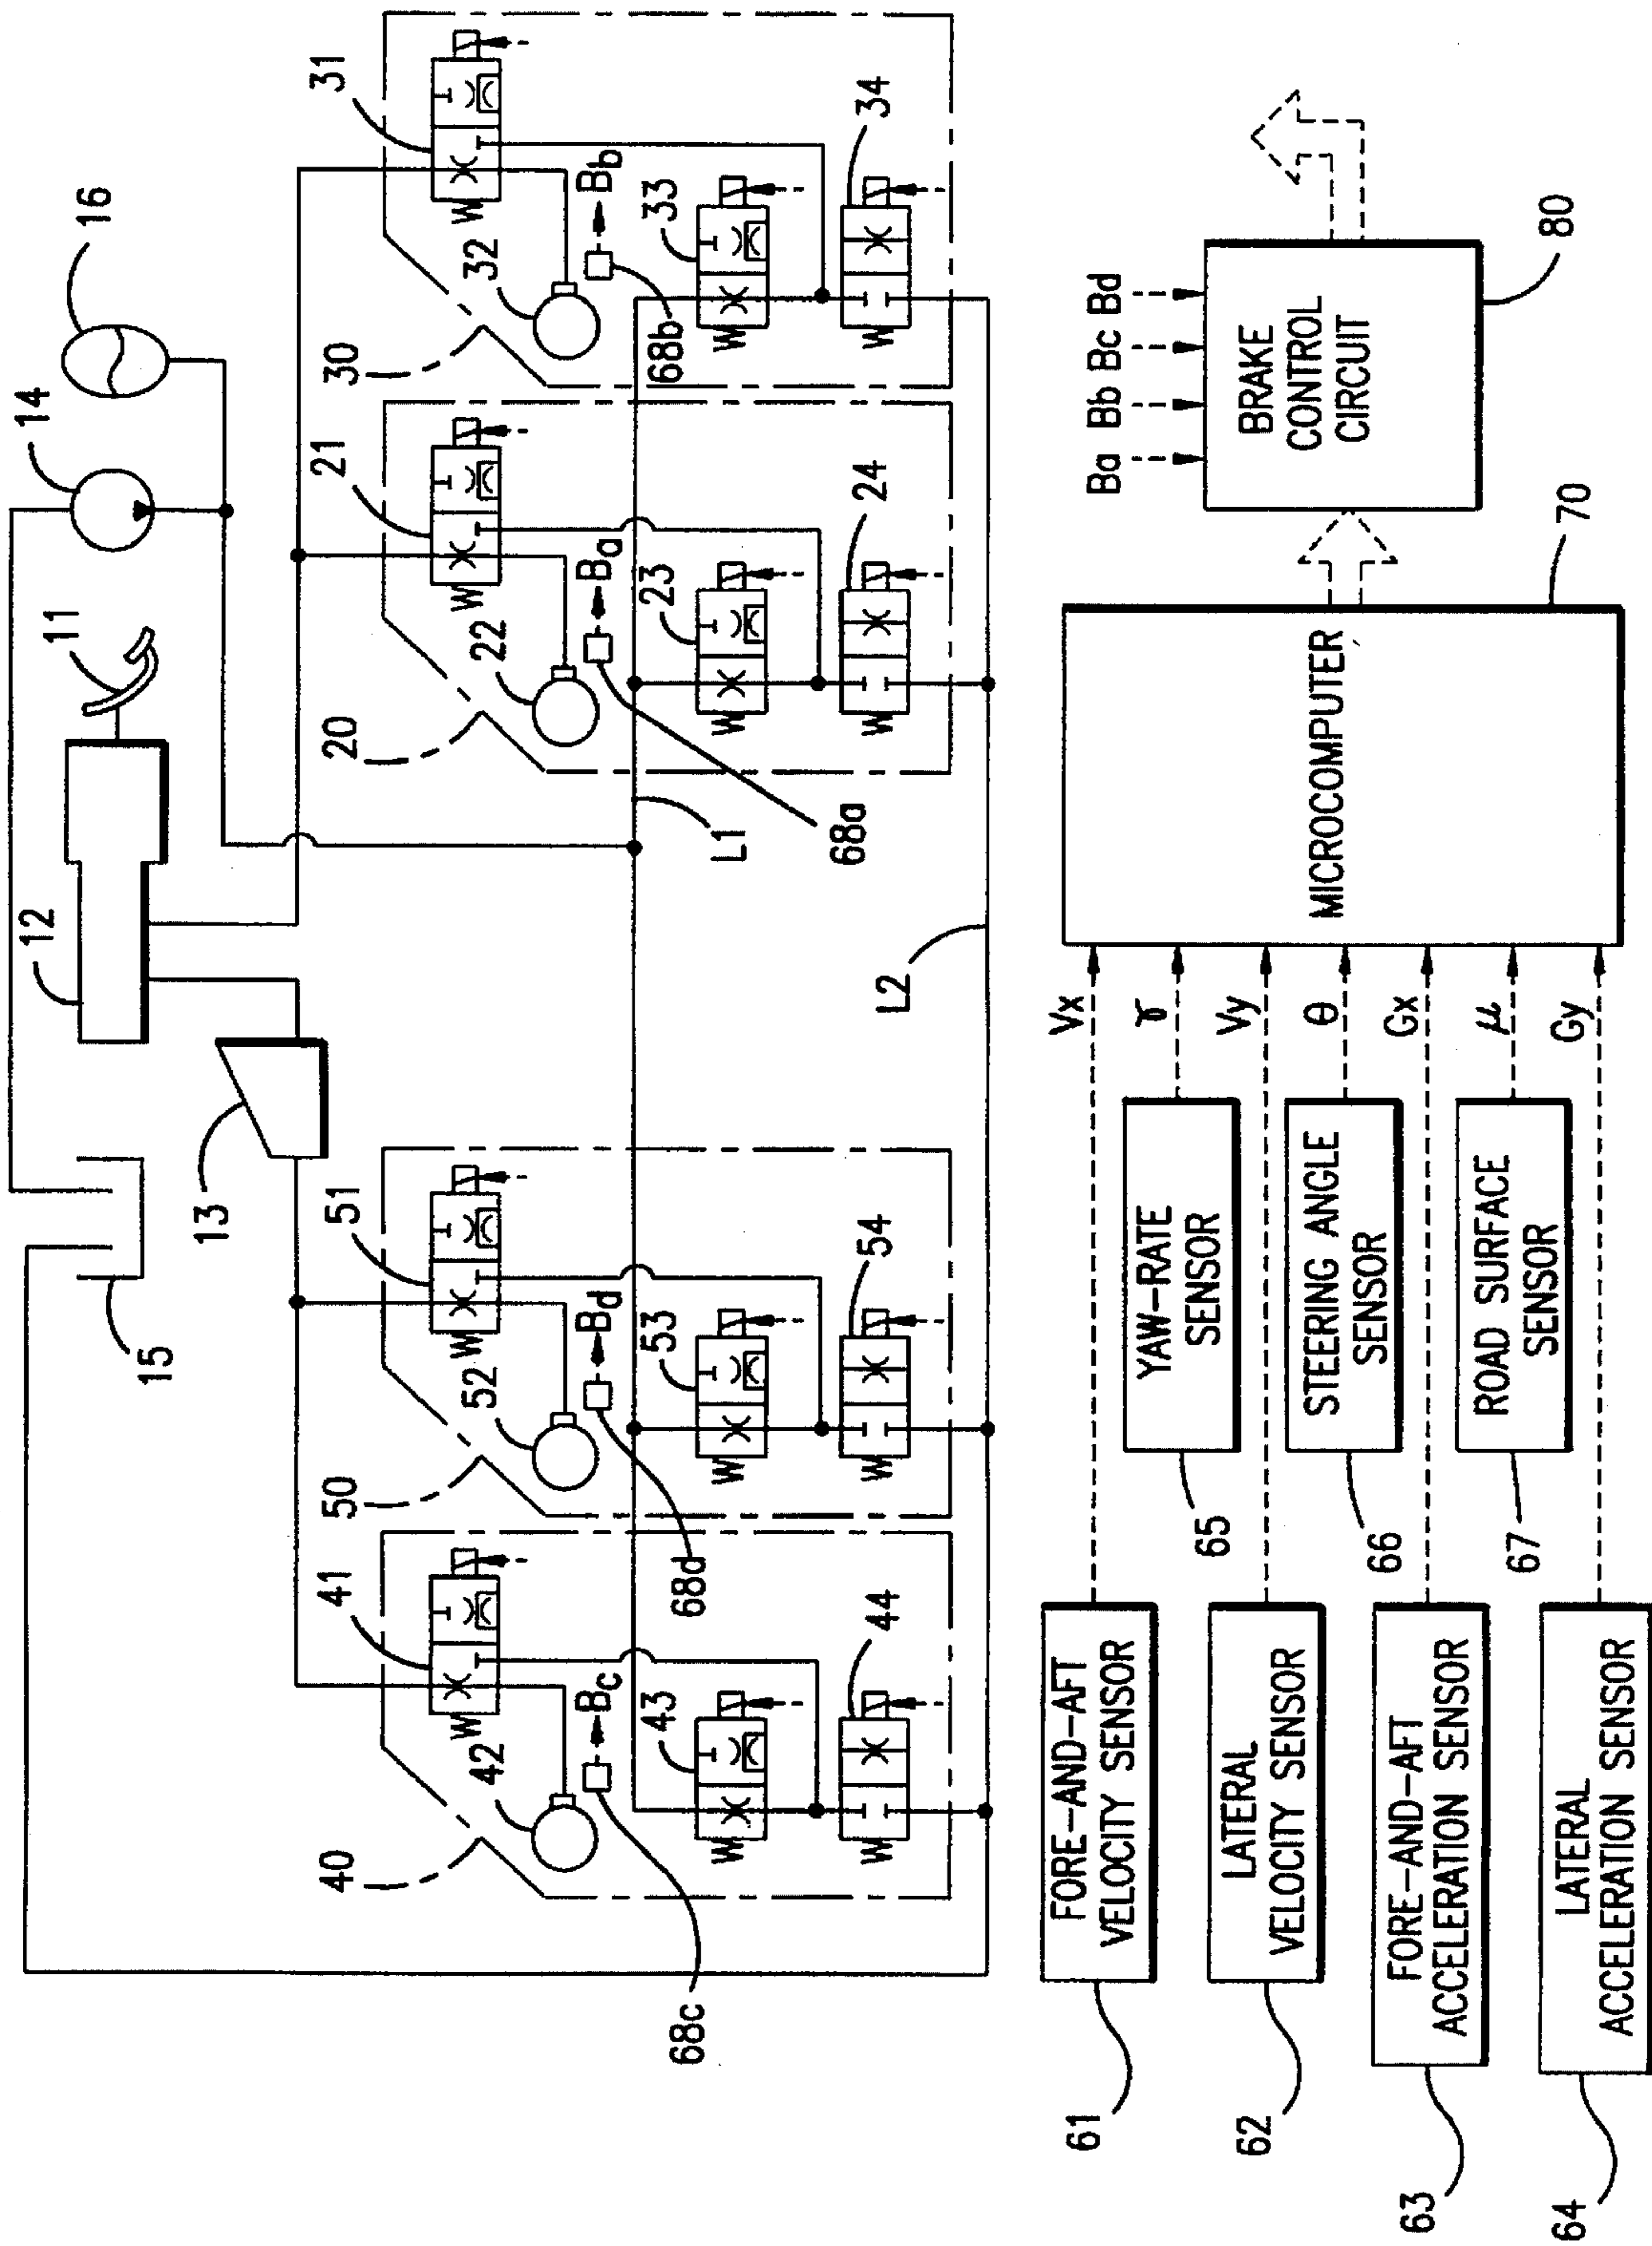 16
14
11
12
13
15
31
Bb
32
30
68b
33
34
21
Ba
22
20
68a
23
24
L1
L2
51
Bd
52
50
68d
53
54
41
Bc
42
40
68c
43
44
W
W
W
W
W
W
W
W
W
W
W
W
FORE-AND-AFT
VELOCITY SENSOR
61
LATERAL
VELOCITY SENSOR
62
FORE-AND-AFT
ACCELERATION SENSOR
63
LATERAL
ACCELERATION SENSOR
64
YAW-RATE
SENSOR
65
STEERING ANGLE
SENSOR
66
ROAD SURFACE
SENSOR
67
Vx
γ
Vy
θ
Gx
μ
Gy
MICROCOMPUTER
70
Ba Bb Bc Bd
BRAKE
CONTROL
CIRCUIT
80